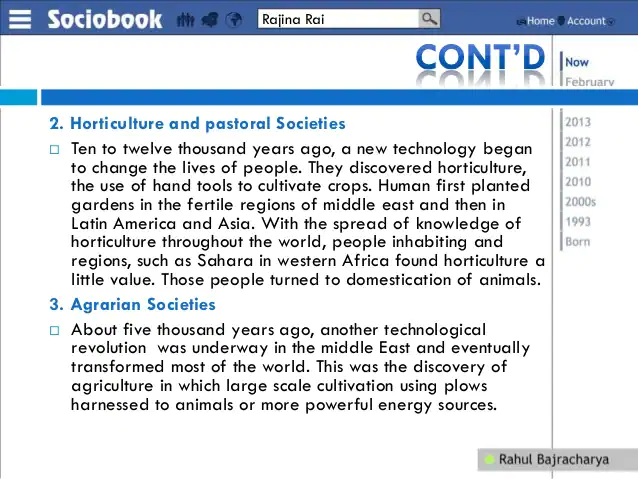 Sociobook
Rajina Rai
Home Account
CONT'D
Now
February
2013
2012
2011
2010
2000s
1993
Born
2. Horticulture and pastoral Societies
Ten to twelve thousand years ago, a new technology began
to change the lives of people. They discovered horticulture,
the use of hand tools to cultivate crops. Human first planted
gardens in the fertile regions of middle east and then in
Latin America and Asia. With the spread of knowledge of
horticulture throughout the world, people inhabiting and
regions, such as Sahara in western Africa found horticulture a
little value. Those people turned to domestication of animals.
3. Agrarian Societies
About five thousand years ago, another technological
revolution was underway in the middle East and eventually
transformed most of the world. This was the discovery of
agriculture in which large scale cultivation using plows
harnessed to animals or more powerful energy sources.
Rahul Bajracharya